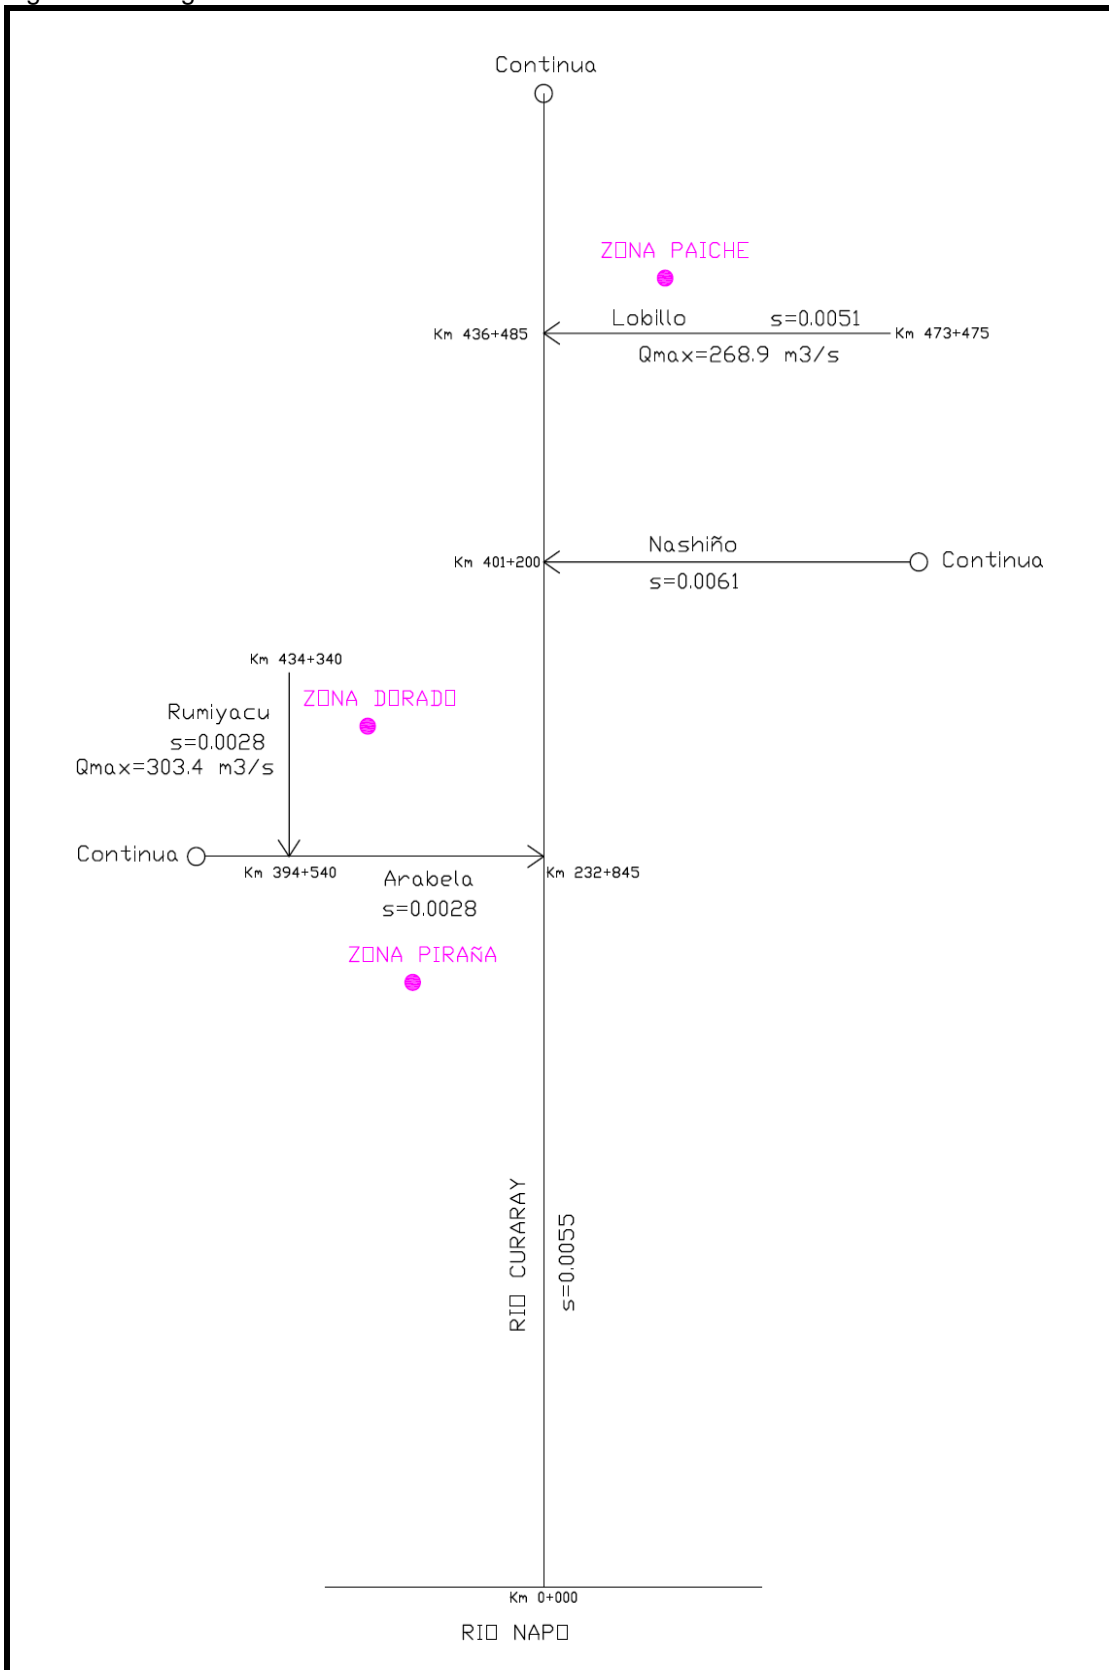 Continua
ZONA PAICHE
Lobillo s=0.0051
Km 436+485
Km 473+475
Qmax=268.9 m3/s
Nashiño
Km 401+200
Continua
s=0.0061
Km 434+340
ZONA DORADO
Rumiyacu
s=0.0028
Qmax=303.4 m3/s
Continua
Km 394+540
Km 232+845
Arabela
s=0.0028
ZONA PIRAÑA
RIO CURARAY
s=0.0055
Km 0+000
RIO NAPO